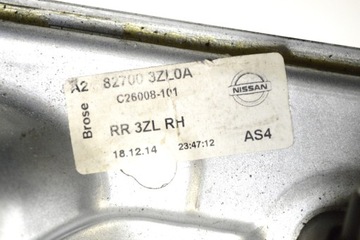 A2 82700 3ZL0A
C26008-101
Brose
NISSAN
RR 3ZL RH
AS4
18.12.14 23:47:12